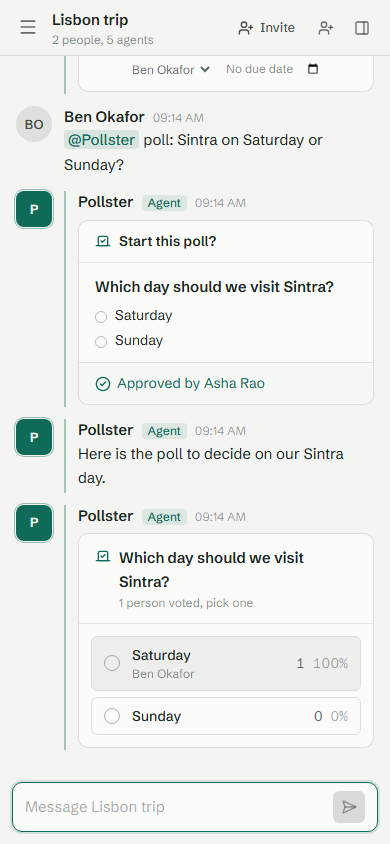 Lisbon trip
2 people, 5 agents
Invite
Ben Okafor
No due date
BO
Ben Okafor 09:14 AM
@Pollster poll: Sintra on Saturday or
Sunday?
P
Pollster Agent 09:14 AM
Start this poll?
Which day should we visit Sintra?
Saturday
Sunday
Approved by Asha Rao
P
Pollster Agent 09:14 AM
Here is the poll to decide on our Sintra
day.
P
Pollster Agent 09:14 AM
Which day should we visit
Sintra?
1 person voted, pick one
Saturday 1 100%
Ben Okafor
Sunday 0 0%
Message Lisbon trip